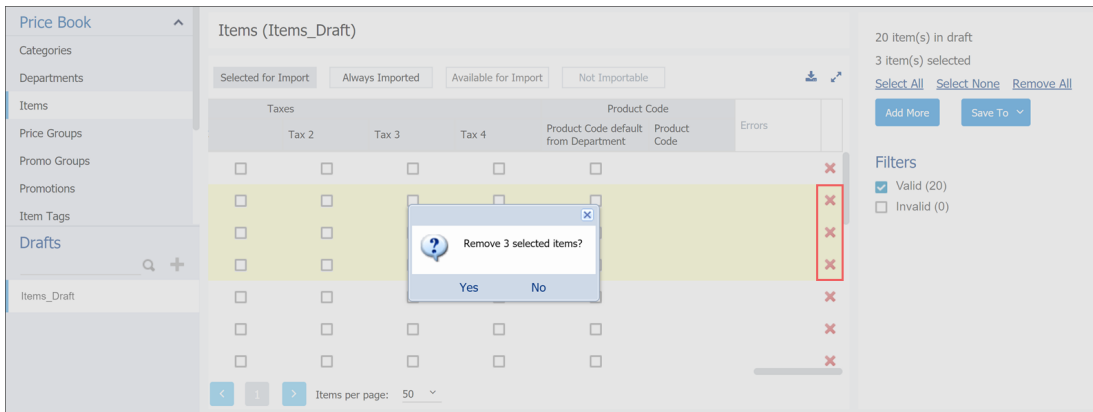 Price Book
Categories
Departments
Items
Price Groups
Promo Groups
Promotions
Item Tags
Drafts
Items_Draft
Items (Items_Draft)
Selected for Import
Always Imported
Available for Import
Not Importable
Taxes
Product Code
Tax 2
Tax 3
Tax 4
Product Code default
from Department
Product
Code
Errors
Remove 3 selected items?
Yes
No
1
Items per page: 50
20 item(s) in draft
3 item(s) selected
Select All Select None Remove All
Add More
Save To
Filters
Valid (20)
Invalid (0)